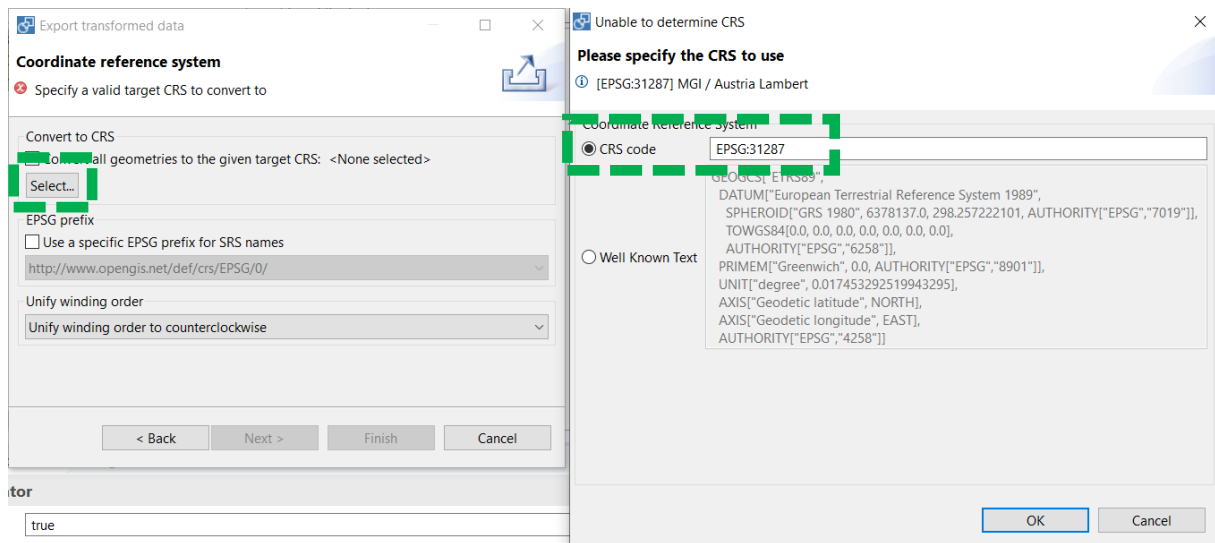 Export transformed data
Coordinate reference system
Specify a valid target CRS to convert to
Convert to CRS
all geometries to the given target CRS: <None selected>
Select...
EPSG prefix
Use a specific EPSG prefix for SRS names
http://www.opengis.net/def/crs/EPSG/0/
Unify winding order
Unify winding order to counterclockwise
< Back
Next >
Finish
Cancel
tor
true
Unable to determine CRS
Please specify the CRS to use
[EPSG:31287] MGI / Austria Lambert
Coordinate Reference System
CRS code
EPSG:31287
Well Known Text
GEOGCS["ETRS89",
DATUM["European Terrestrial Reference System 1989",
SPHEROID["GRS 1980", 6378137.0, 298.257222101, AUTHORITY["EPSG","7019"]],
TOWGS84[0.0, 0.0, 0.0, 0.0, 0.0, 0.0, 0.0],
AUTHORITY["EPSG","6258"]],
PRIMEM["Greenwich", 0.0, AUTHORITY["EPSG","8901"]],
UNIT["degree", 0.017453292519943295],
AXIS["Geodetic latitude", NORTH],
AXIS["Geodetic longitude", EAST],
AUTHORITY["EPSG","4258"]]
OK
Cancel